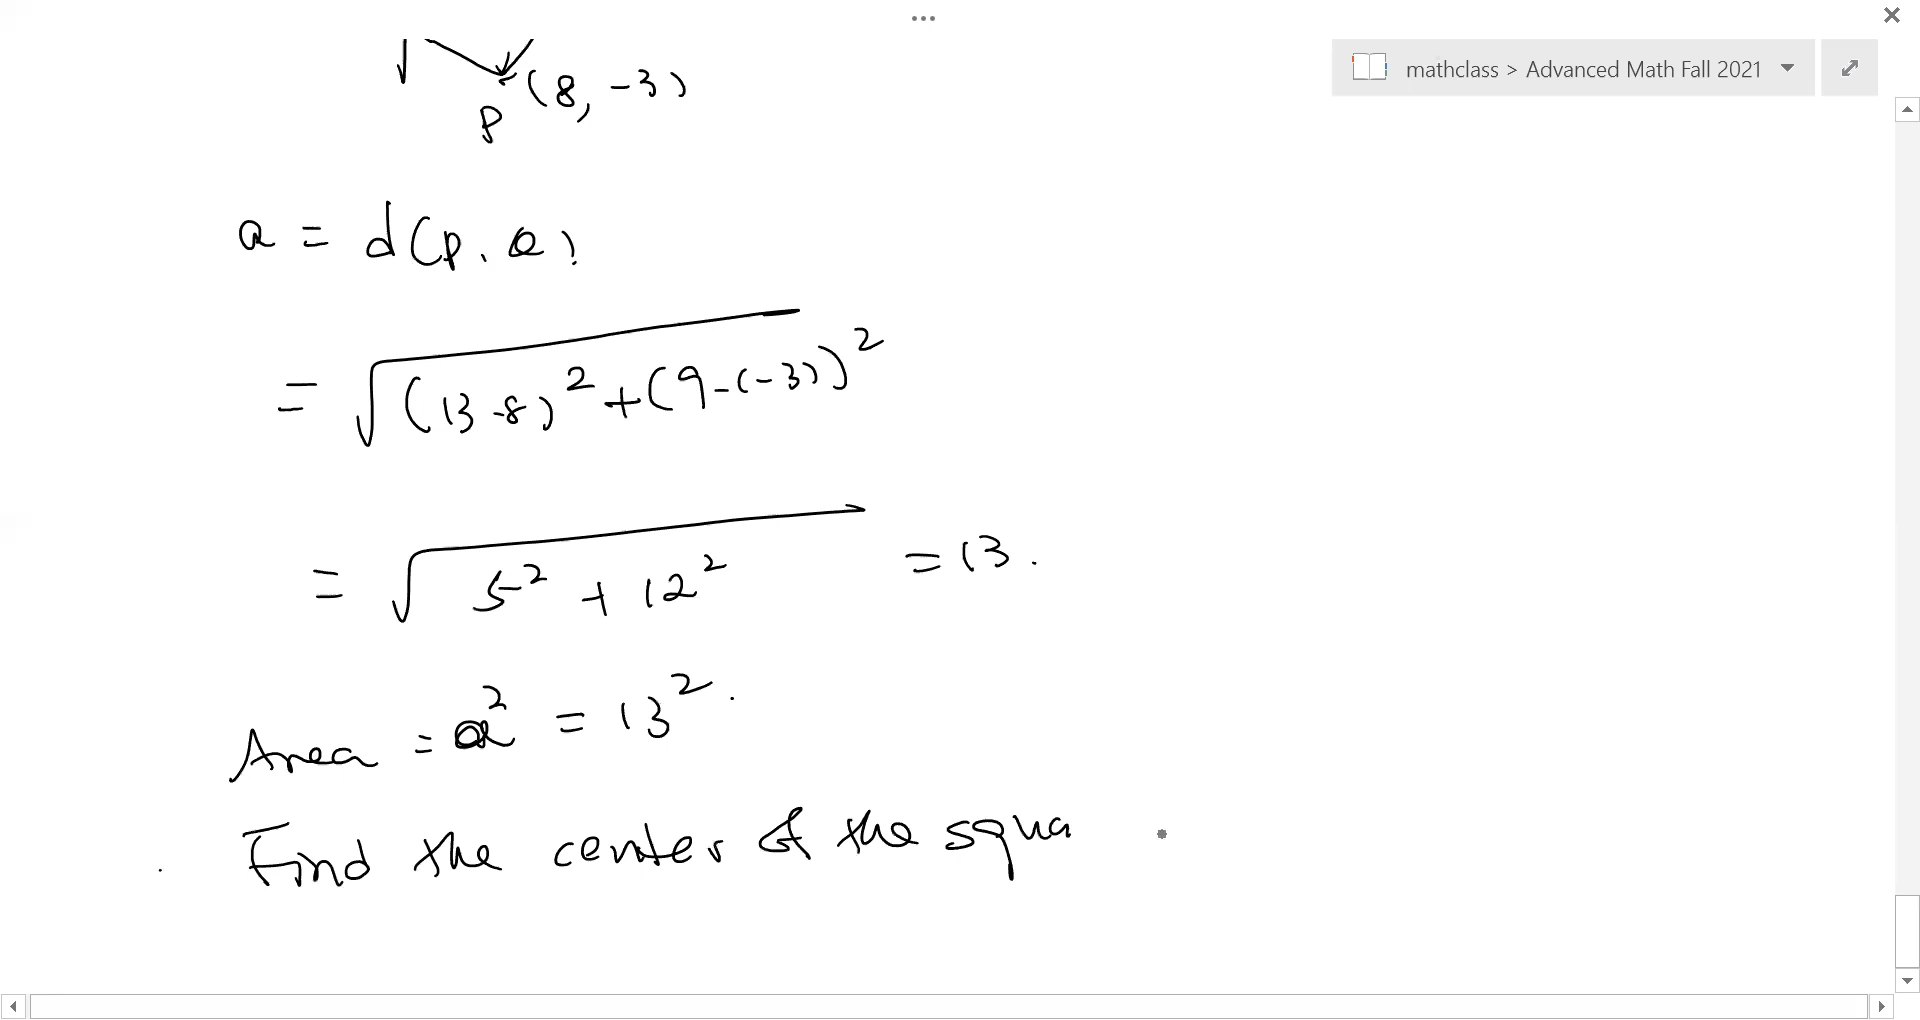 mathclass > Advanced Math Fall 2021
(8, -3)
P
a = d(P, Q)
= √((13-8)² + (9-(-3))²
= √(5² + 12²) = 13.
Area = a² = 13².
Find the center of the squa